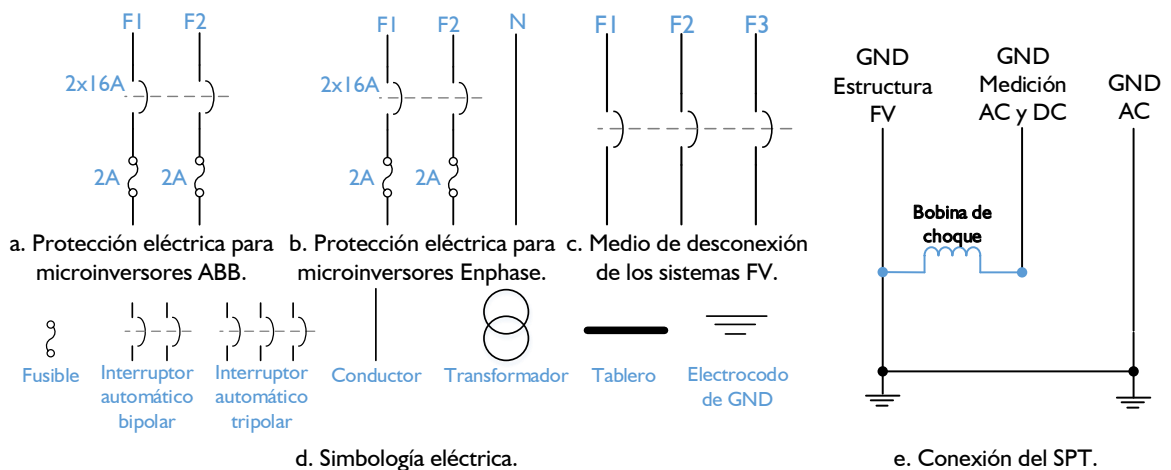 F1 F2
2x16A
2A 2A
a. Protección eléctrica para
microinversores ABB.
F1 F2 N
2x16A
2A 2A
b. Protección eléctrica para
microinversores Enphase.
F1 F2 F3
c. Medio de desconexión
de los sistemas FV.
Fusible
Interruptor
automático
bipolar
Interruptor
automático
tripolar
Conductor
Transformador
Tablero
Electrocodo
de GND
d. Simbología eléctrica.
GND
Estructura
FV
GND
Medición
AC y DC
GND
AC
Bobina de
choque
e. Conexión del SPT.